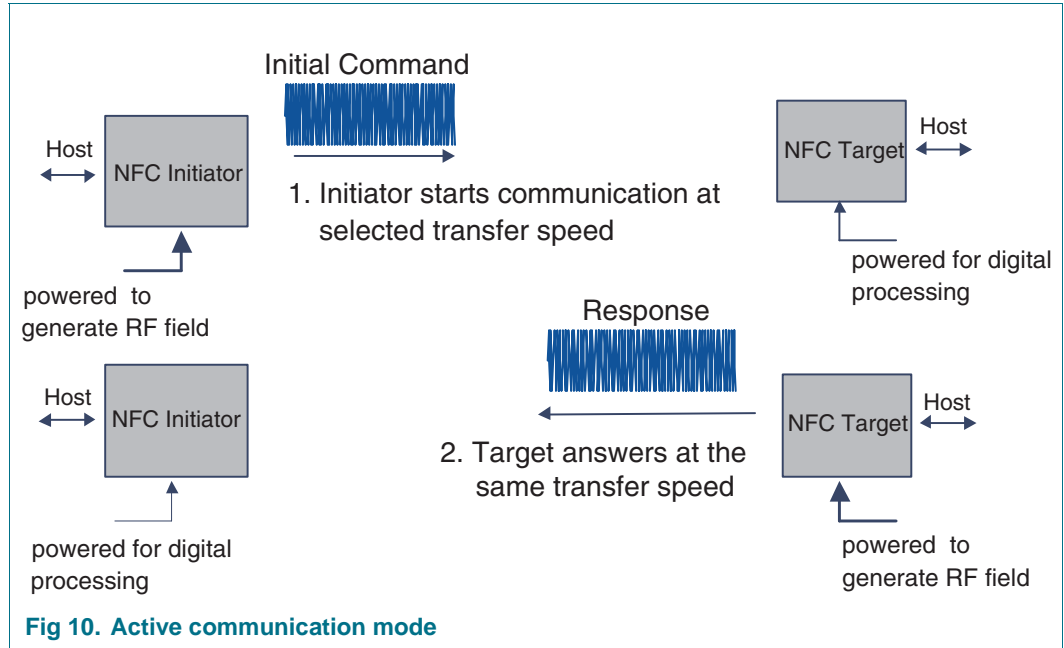 Initial Command
Host
NFC Initiator
Host
NFC Target
1. Initiator starts communication at
selected transfer speed
powered to
generate RF field
powered for digital
processing
Response
Host
NFC Initiator
Host
NFC Target
2. Target answers at the
same transfer speed
powered for digital
processing
powered to
generate RF field
Fig 10. Active communication mode